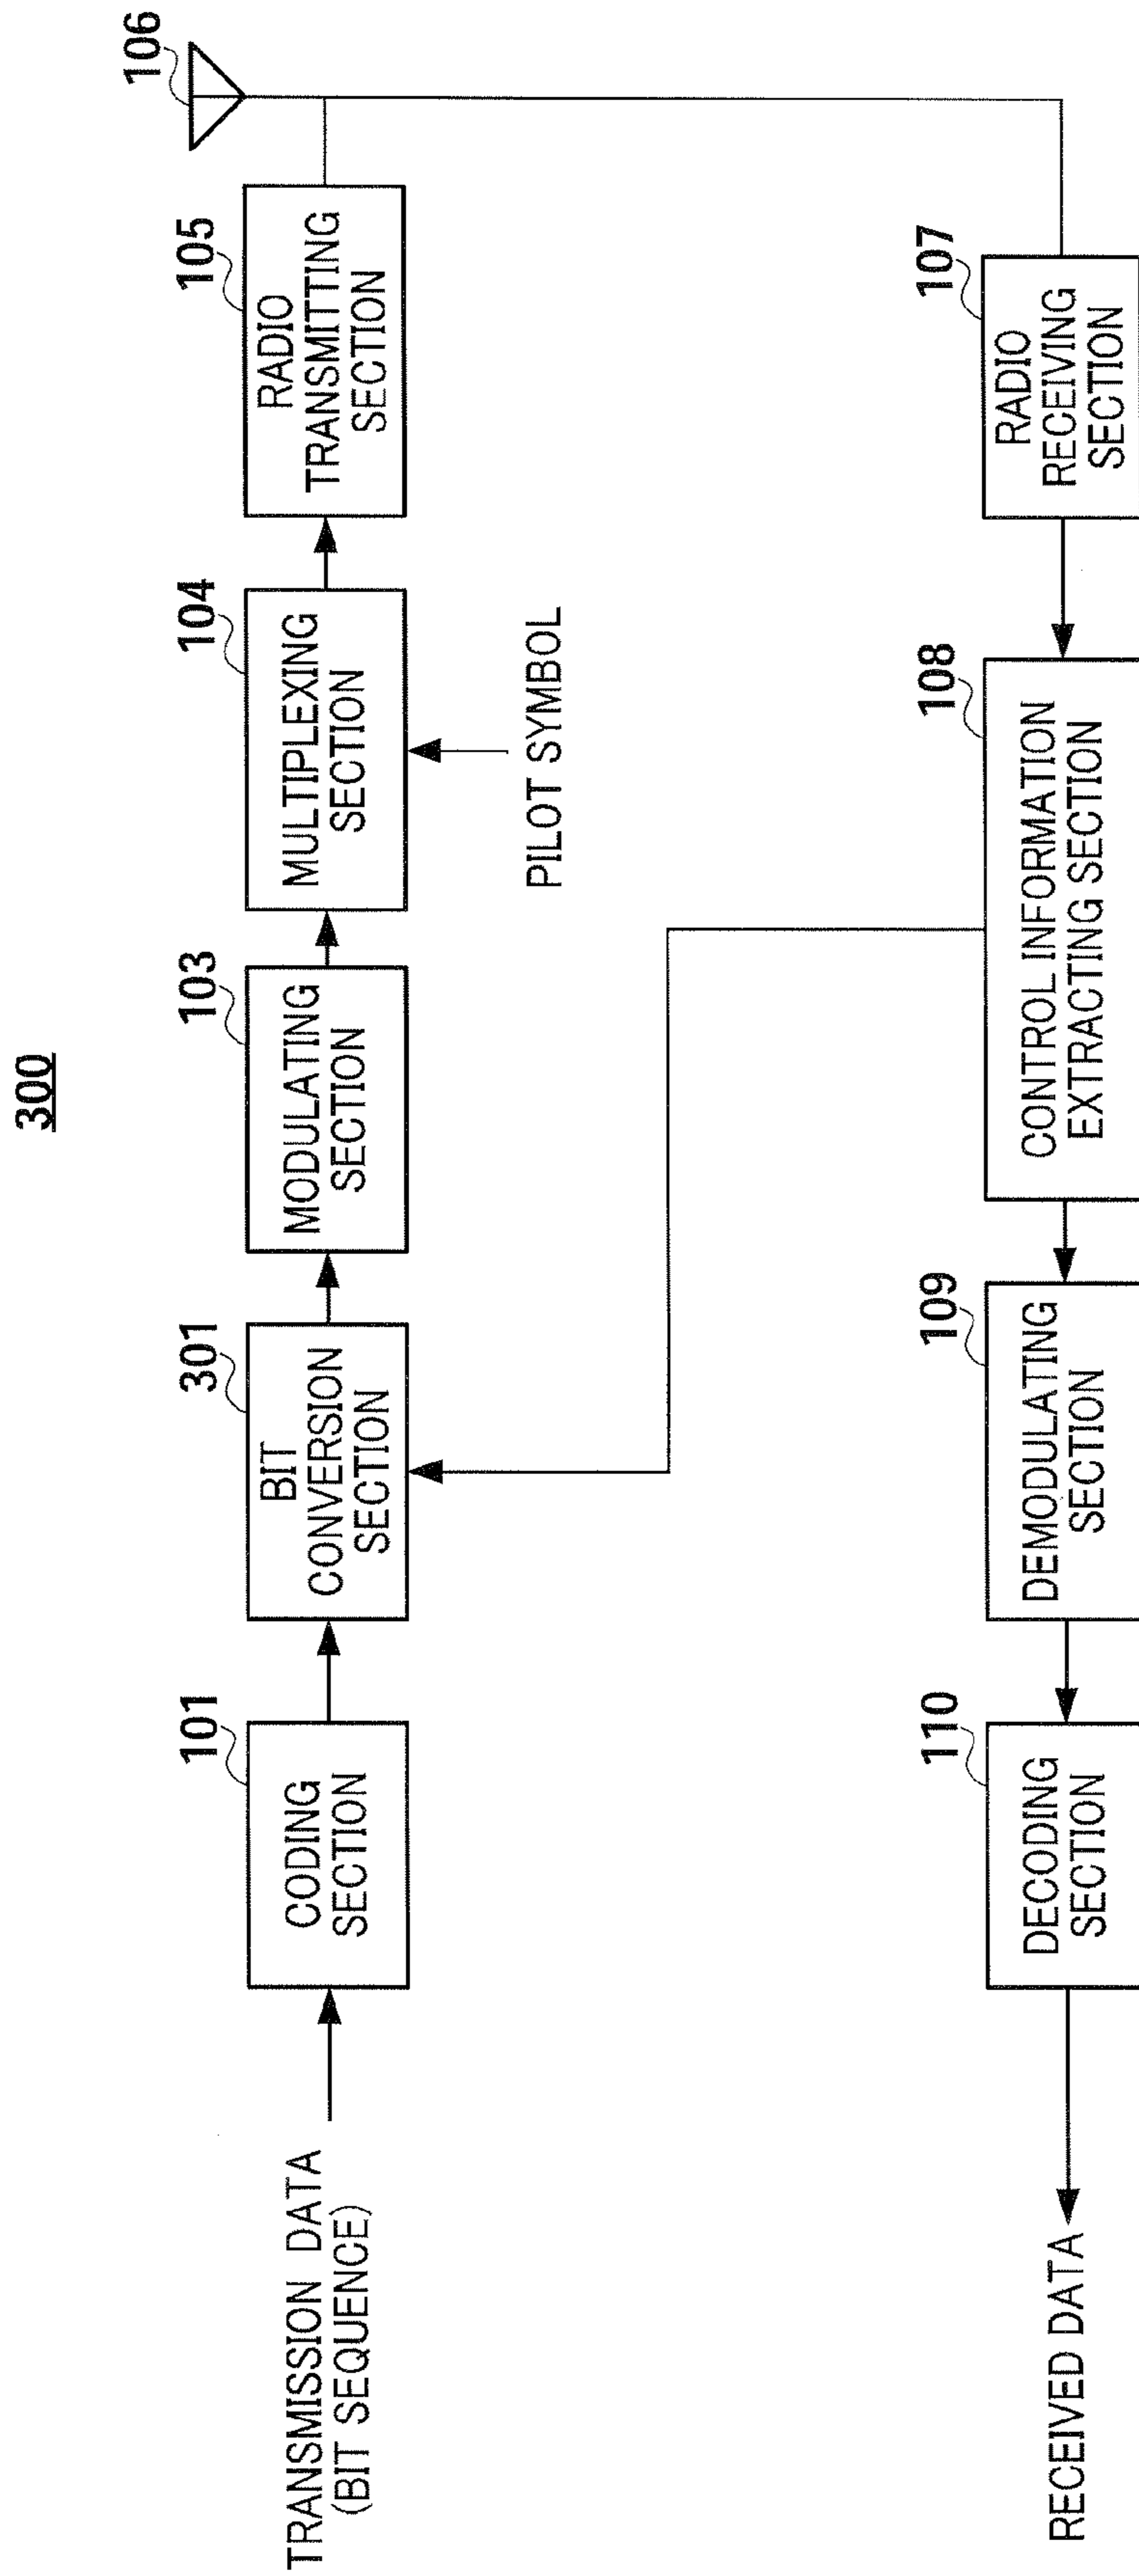 300
106
TRANSMISSION DATA
(BIT SEQUENCE)
101
CODING
SECTION
301
BIT
CONVERSION
SECTION
103
MODULATING
SECTION
104
MULTIPLEXING
SECTION
PILOT SYMBOL
105
RADIO
TRANSMITTING
SECTION
RECEIVED DATA
110
DECODING
SECTION
109
DEMODULATING
SECTION
108
CONTROL INFORMATION
EXTRACTING SECTION
107
RADIO
RECEIVING
SECTION